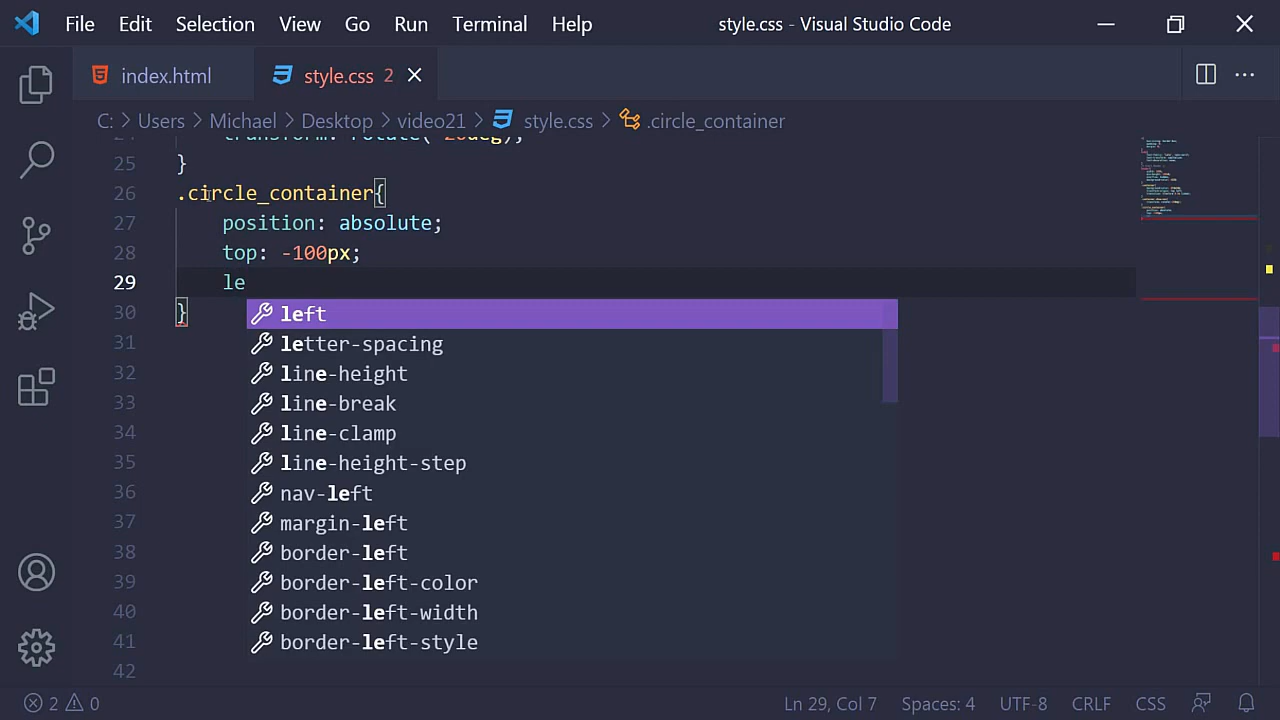 File Edit Selection View Go Run Terminal Help style.css - Visual Studio Code
index.html style.css 2
C: > Users > Michael > Desktop > video21 > style.css > .circle_container
24 transform: rotate(-20deg);
25 }
26 .circle_container{
27 position: absolute;
28 top: -100px;
29 le
30 } left
31 letter-spacing
32 line-height
33 line-break
34 line-clamp
35 line-height-step
36 nav-left
37 margin-left
38 border-left
39 border-left-color
40 border-left-width
41 border-left-style
42
2 0 Ln 29, Col 7 Spaces: 4 UTF-8 CRLF CSS